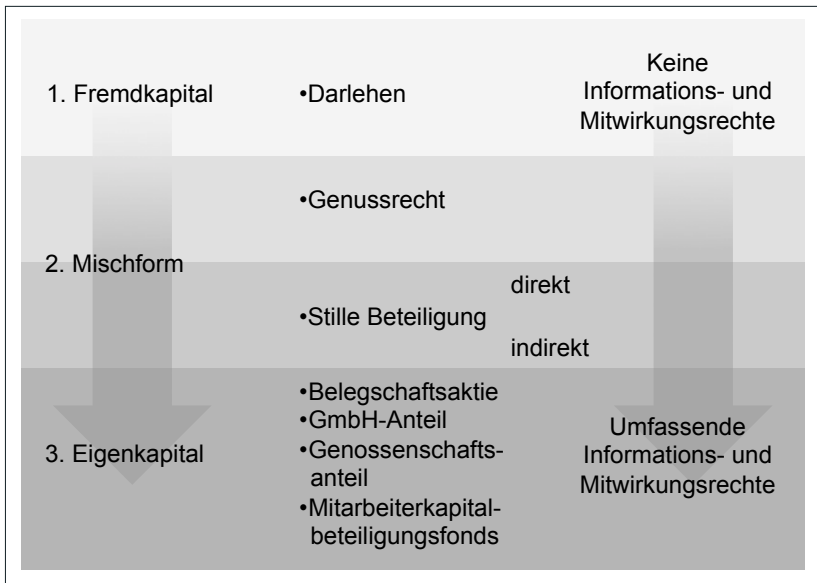 1. Fremdkapital
•Darlehen
Keine
Informations- und
Mitwirkungsrechte
2. Mischform
•Genussrecht
•Stille Beteiligung
direkt
indirekt
3. Eigenkapital
•Belegschaftsaktie
•GmbH-Anteil
•Genossenschafts-
anteil
•Mitarbeiterkapital-
beteiligungsfonds
Umfassende
Informations- und
Mitwirkungsrechte